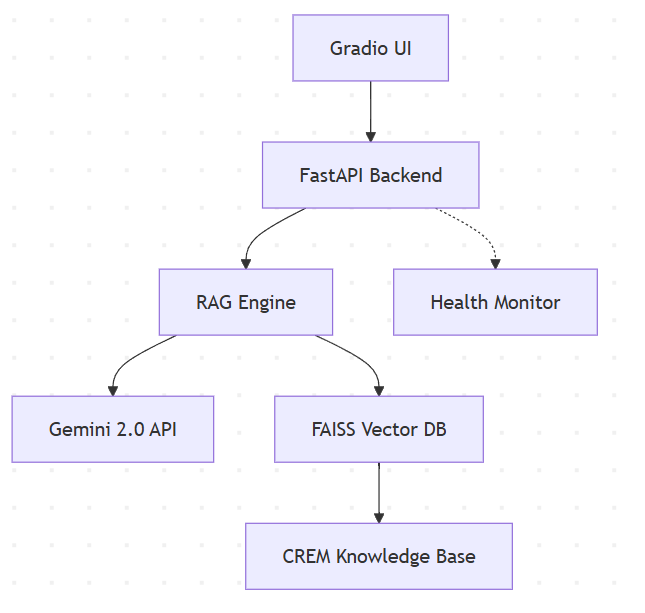 Gradio UI
FastAPI Backend
RAG Engine
Health Monitor
Gemini 2.0 API
FAISS Vector DB
CREM Knowledge Base